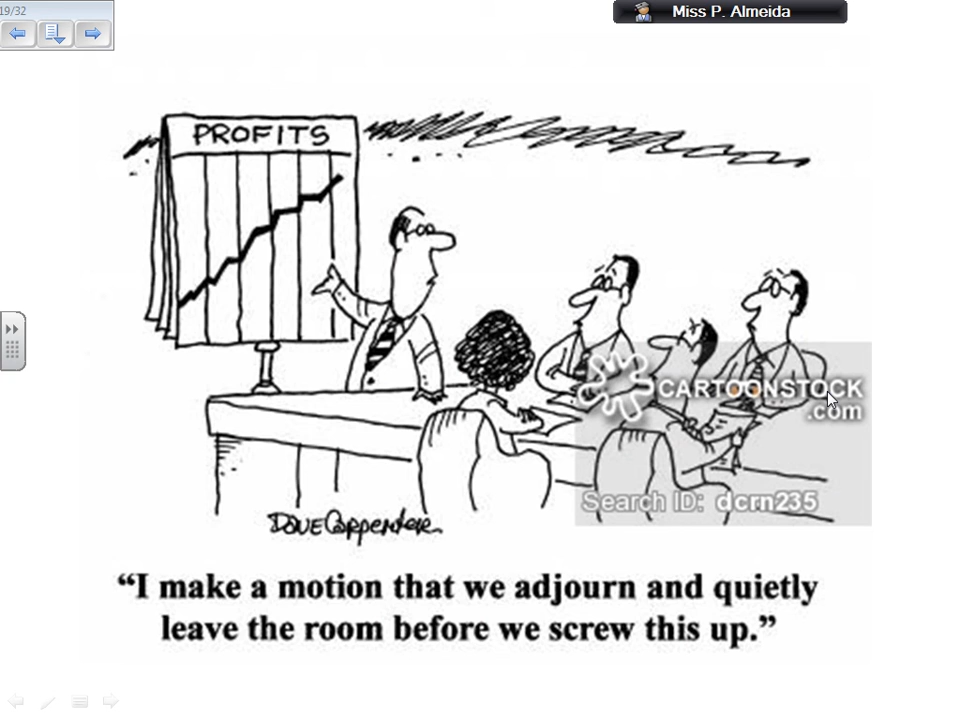 19/32
Miss P. Almeida
PROFITS
CARTOONSTOCK
.com
Search ID: dcrn235
Dave Carpenter
“I make a motion that we adjourn and quietly
leave the room before we screw this up.”